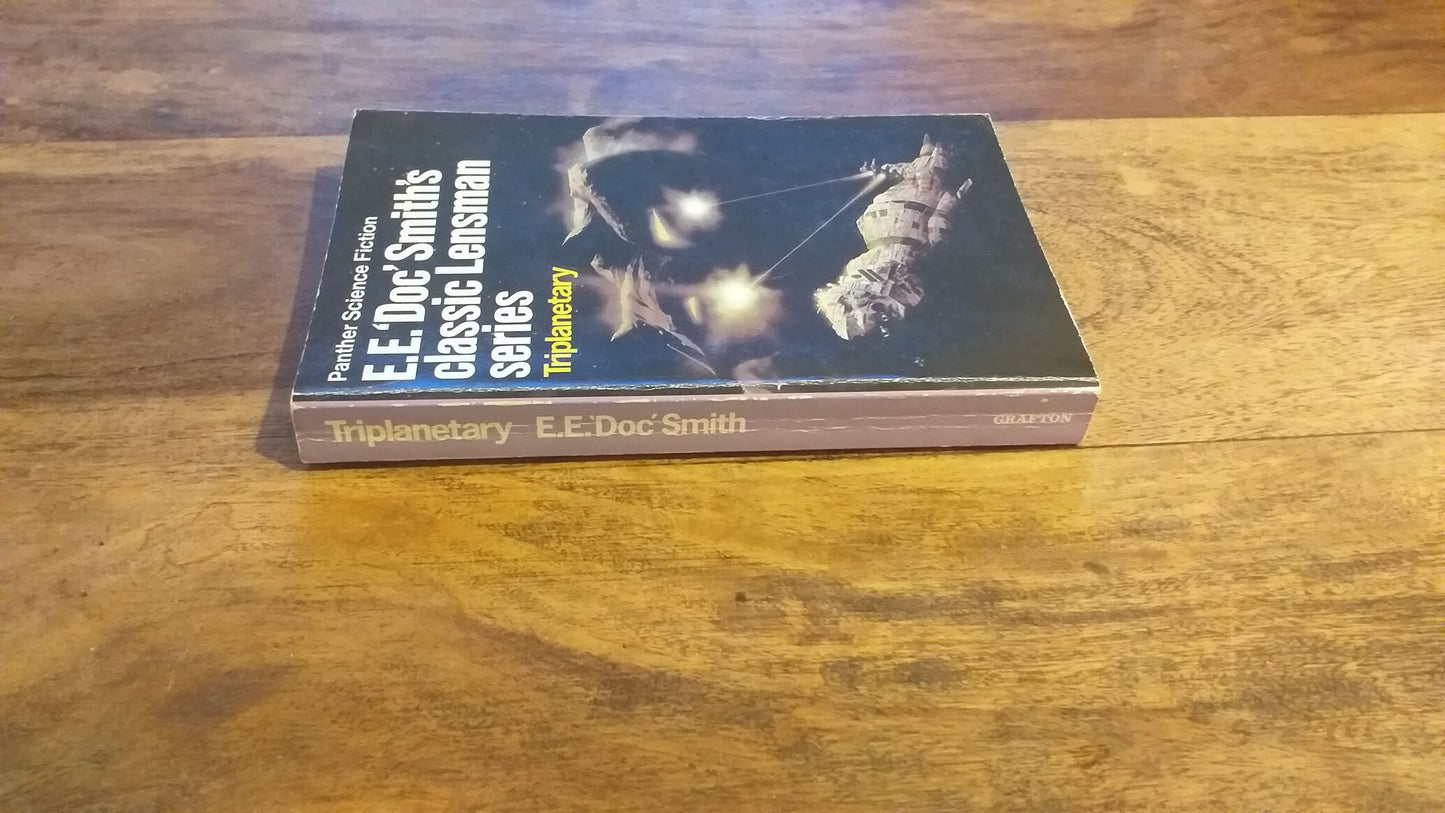 Panther Science Fiction
E.E.'Doc' Smith's
classic Lensman
series
Triplanetary
Triplanetary E.E.'Doc' Smith GRAFTON